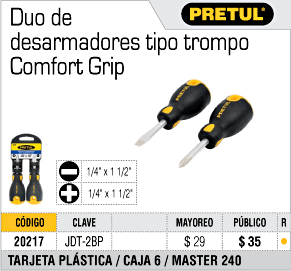 PRETUL®
Duo de
desarmadores tipo trompo
Comfort Grip
PRETUL
1/4" x 1 1/2"
1/4" x 1 1/2"
CÓDIGO CLAVE MAYOREO PÚBLICO R
20217 JDT-2BP $ 29 $ 35
TARJETA PLÁSTICA / CAJA 6 / MASTER 240